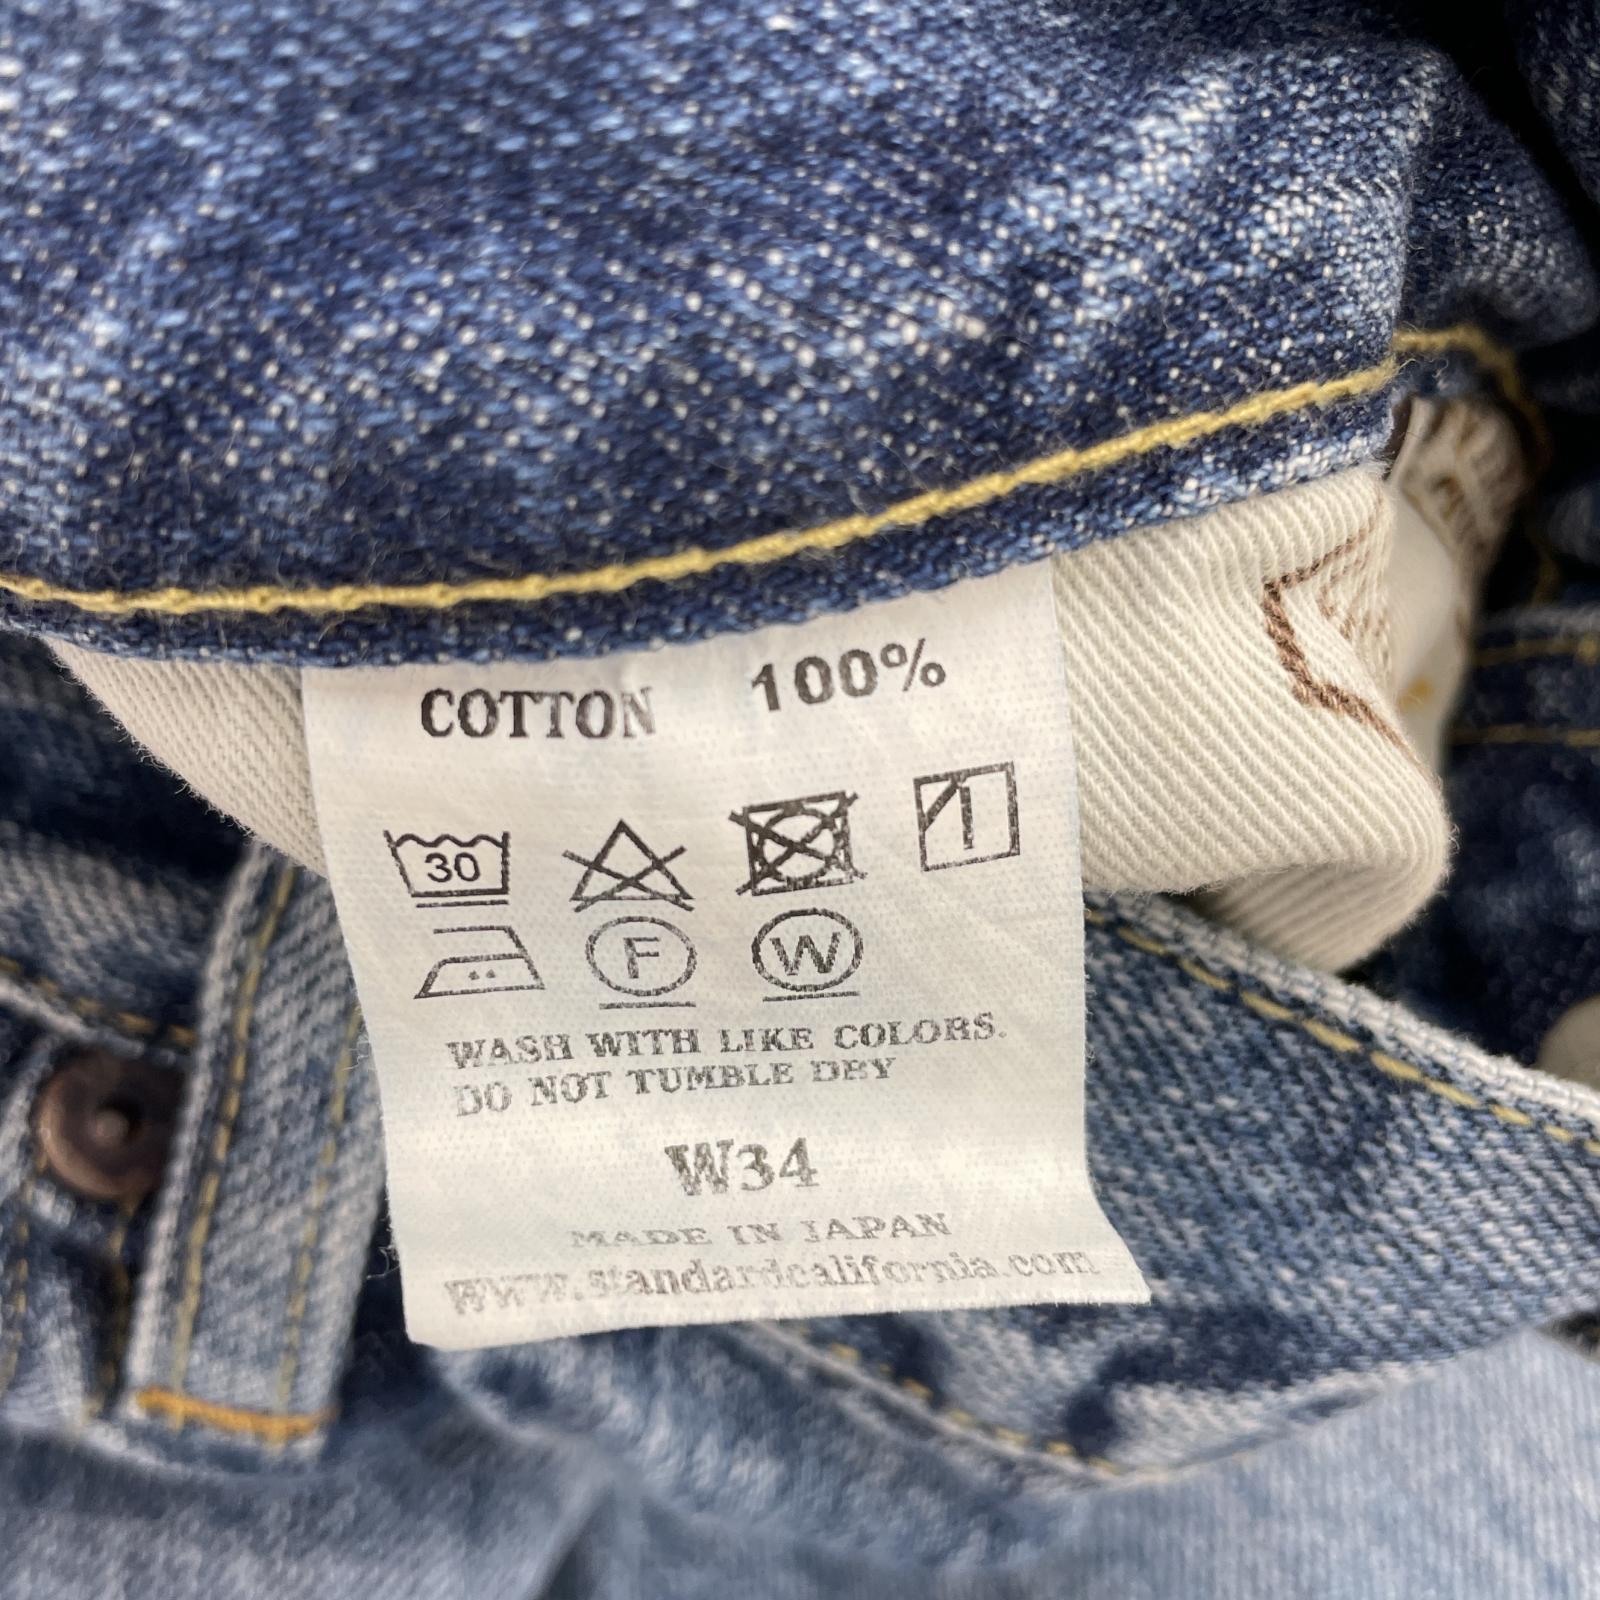 COTTON 100%
30
F W
WASH WITH LIKE COLORS.
DO NOT TUMBLE DRY
W34
MADE IN JAPAN
www.standardcalifornia.com